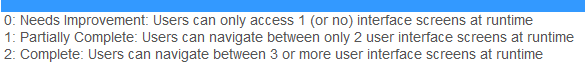 0: Needs Improvement: Users can only access 1 (or no) interface screens at runtime
1: Partially Complete: Users can navigate between only 2 user interface screens at runtime
2: Complete: Users can navigate between 3 or more user interface screens at runtime